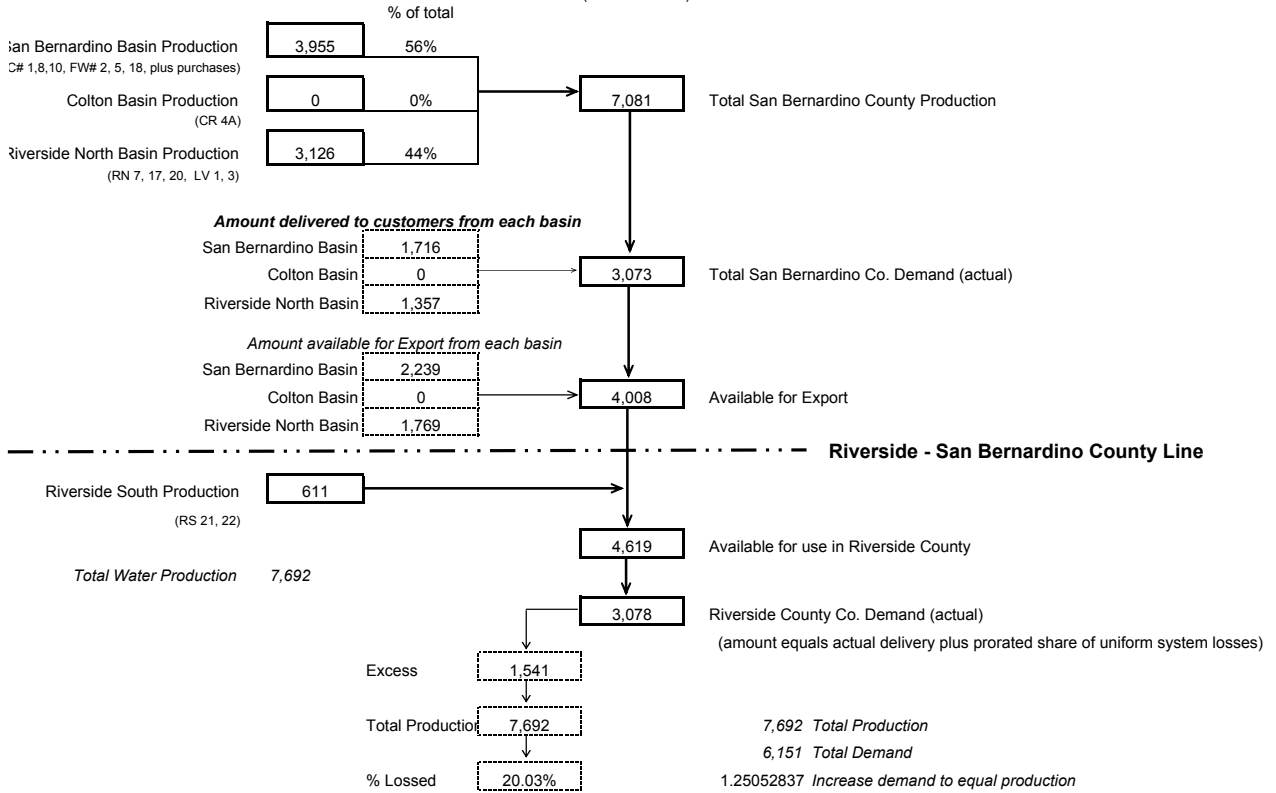 % of total
San Bernardino Basin Production 3,955 56%
C# 1,8,10, FW# 2, 5, 18, plus purchases)
Colton Basin Production 0 0% 7,081 Total San Bernardino County Production
(CR 4A)
Riverside North Basin Production 3,126 44%
(RN 7, 17, 20, LV 1, 3)
Amount delivered to customers from each basin
San Bernardino Basin 1,716
Colton Basin 0 3,073 Total San Bernardino Co. Demand (actual)
Riverside North Basin 1,357
Amount available for Export from each basin
San Bernardino Basin 2,239
Colton Basin 0 4,008 Available for Export
Riverside North Basin 1,769
Riverside - San Bernardino County Line
Riverside South Production 611
(RS 21, 22)
4,619 Available for use in Riverside County
Total Water Production 7,692
3,078 Riverside County Co. Demand (actual)
(amount equals actual delivery plus prorated share of uniform system losses)
Excess 1,541
Total Production 7,692 7,692 Total Production
6,151 Total Demand
% Lossed 20.03% 1.25052837 Increase demand to equal production